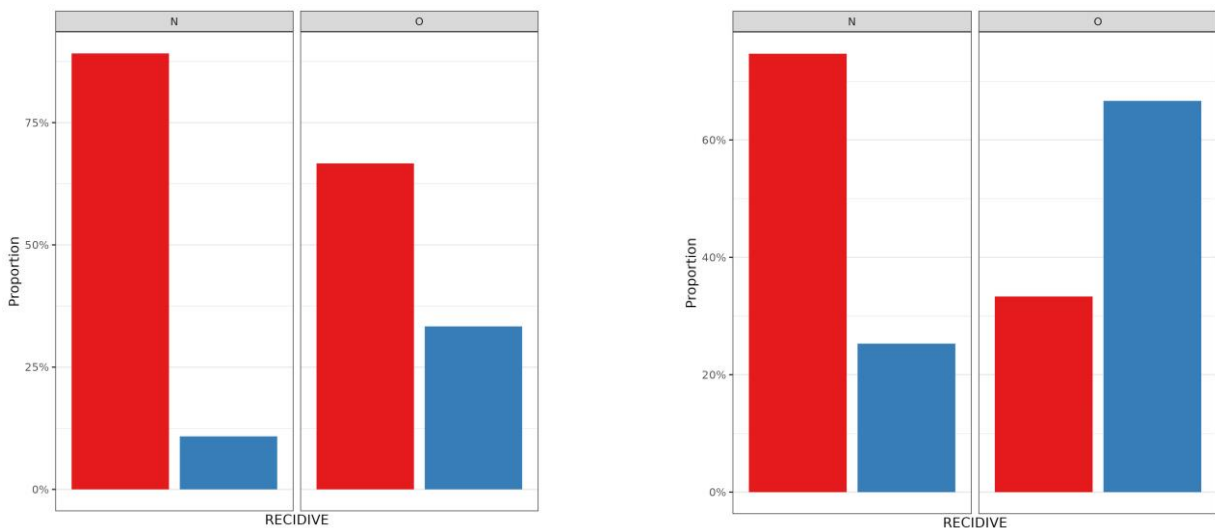 N O
Proportion
75%
50%
25%
0%
RECIDIVE
N O
Proportion
60%
40%
20%
0%
RECIDIVE